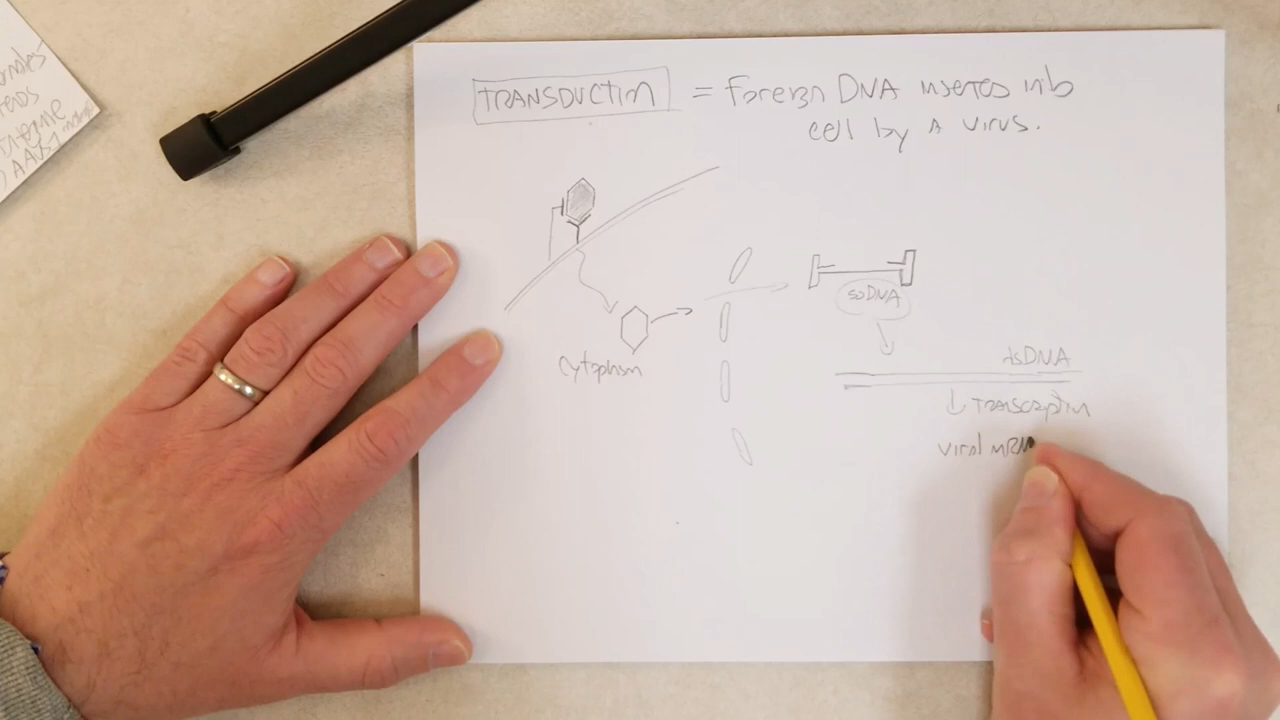 TRANSDUCTION = Foreign DNA inserted into
cell by a virus.
ssDNA
Cytoplasm
dsDNA
↓ Transcription
viral mRN